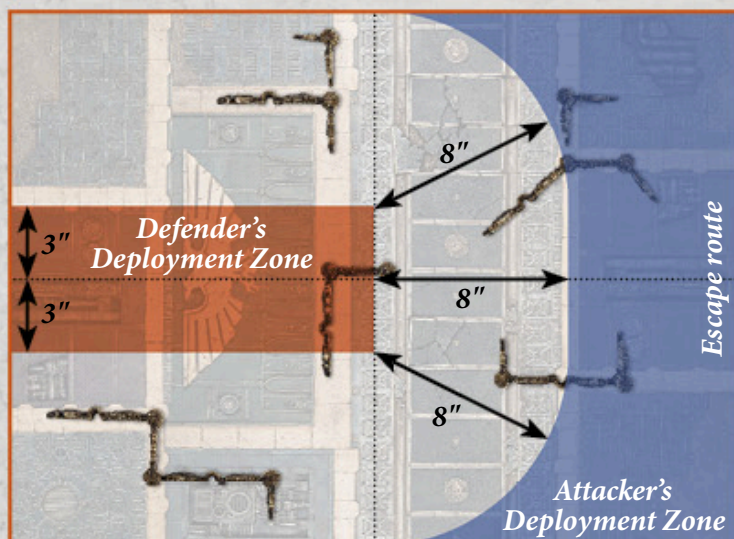 8"
3"
Defender's
Deployment Zone
3"
8"
Escape route
8"
Attacker's
Deployment Zone